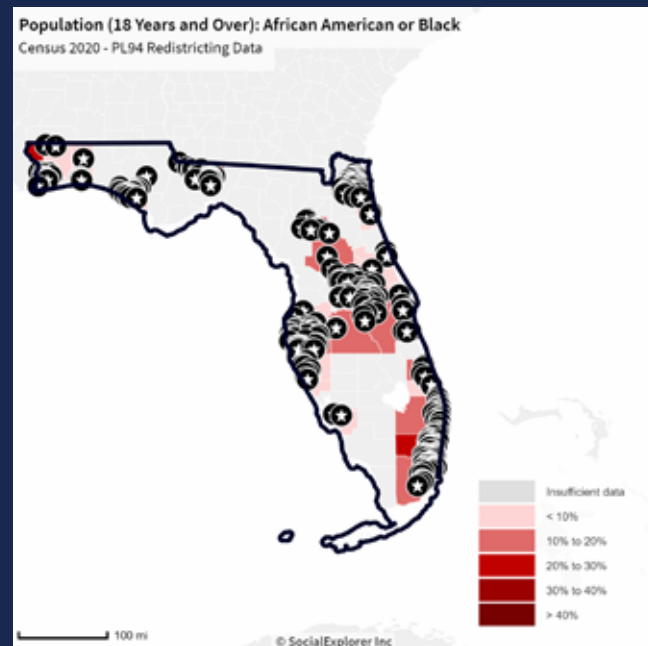 Population (18 Years and Over): African American or Black
Census 2020 - PL94 Redistricting Data
Insufficient data
< 10%
10% to 20%
20% to 30%
30% to 40%
> 40%
100 mi
© SocialExplorer Inc